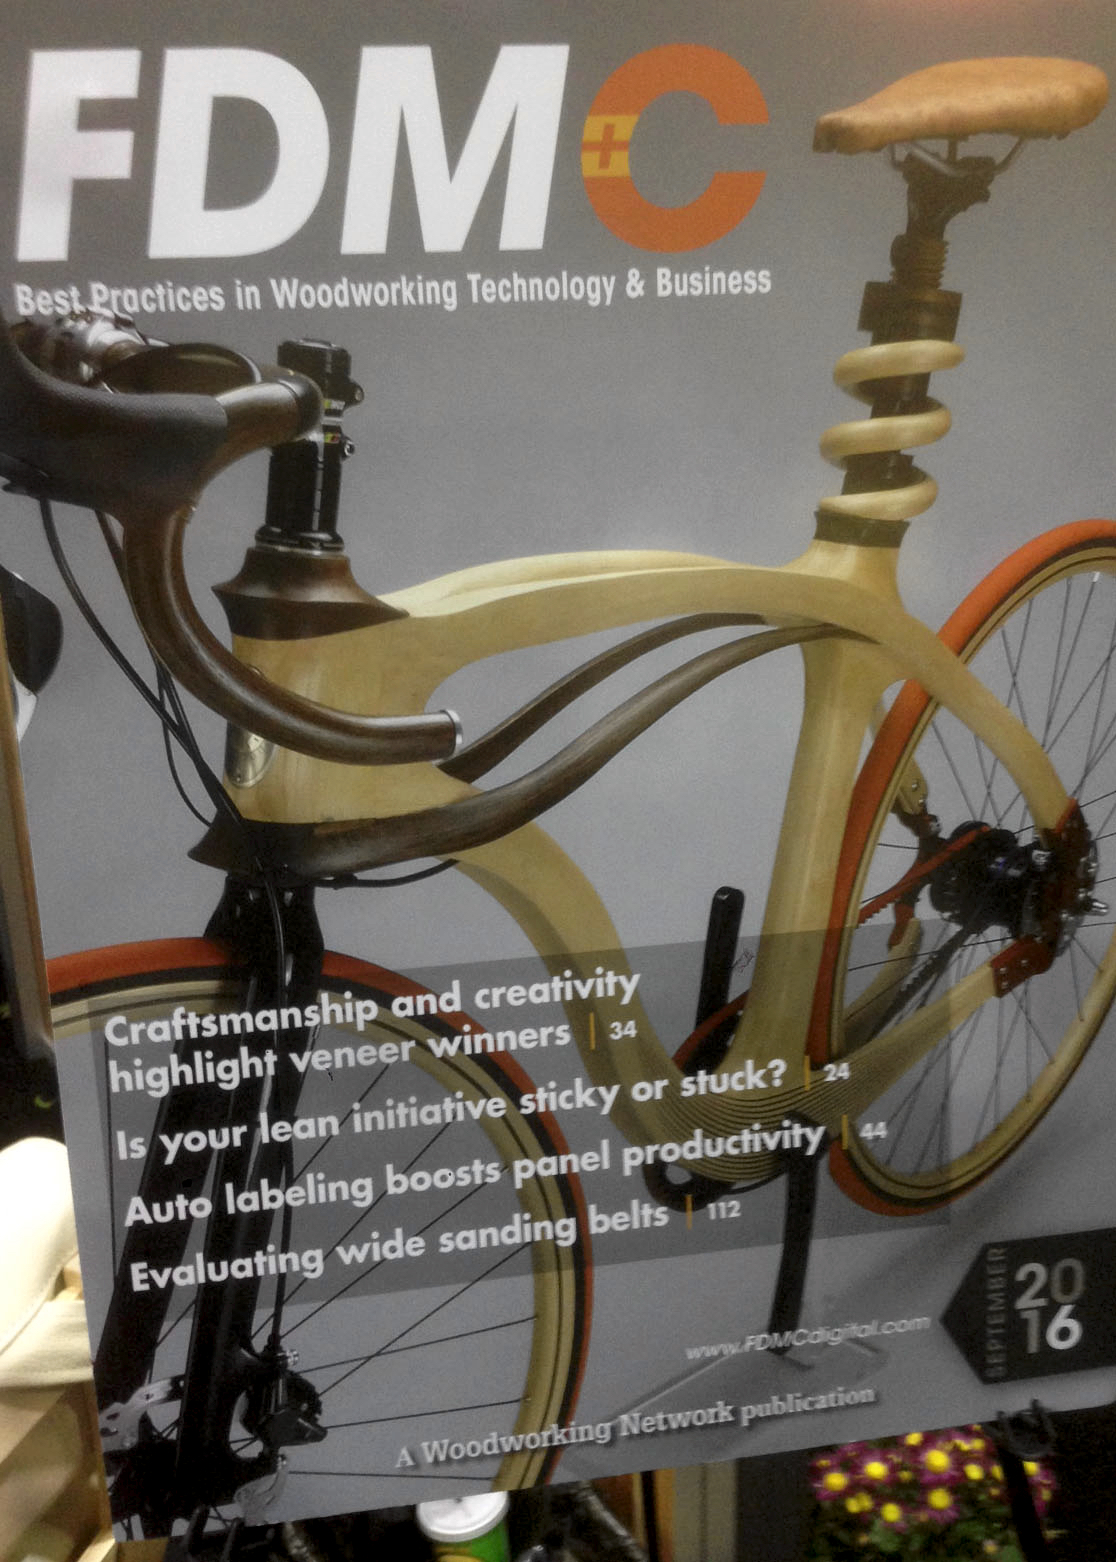 FDMC
Best Practices in Woodworking Technology & Business
Craftsmanship and creativity
highlight veneer winners | 34
Is your lean initiative sticky or stuck? | 24
Auto labeling boosts panel productivity | 44
Evaluating wide sanding belts | 112
SEPTEMBER
20
16
www.FDMCdigital.com
A Woodworking Network publication